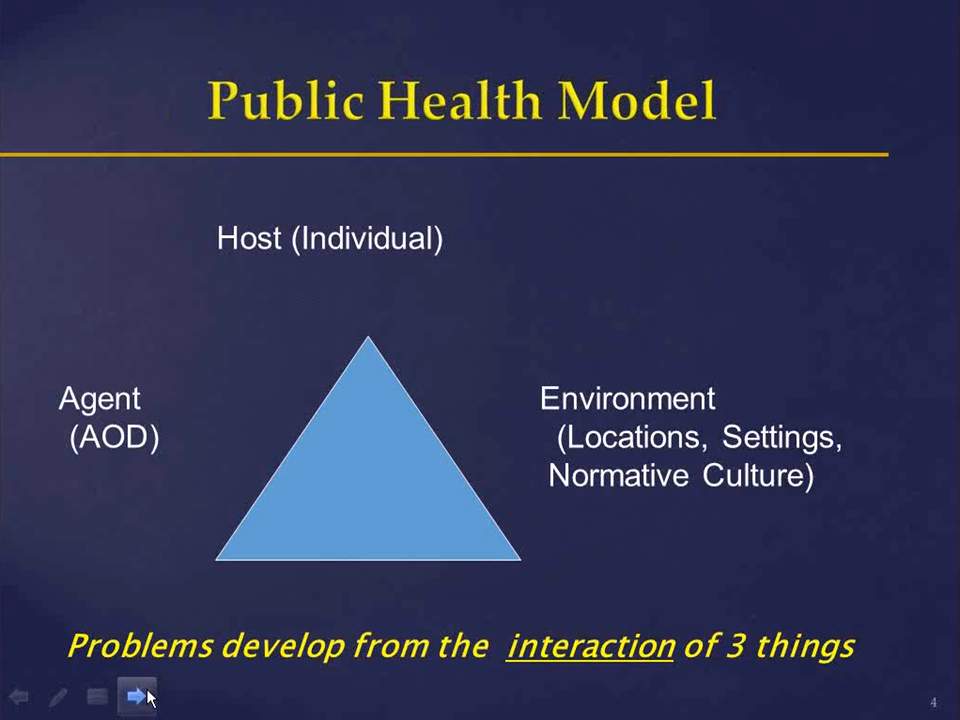 Public Health Model
Host (Individual)
Agent
(AOD)
Environment
(Locations, Settings,
Normative Culture)
Problems develop from the interaction of 3 things
4